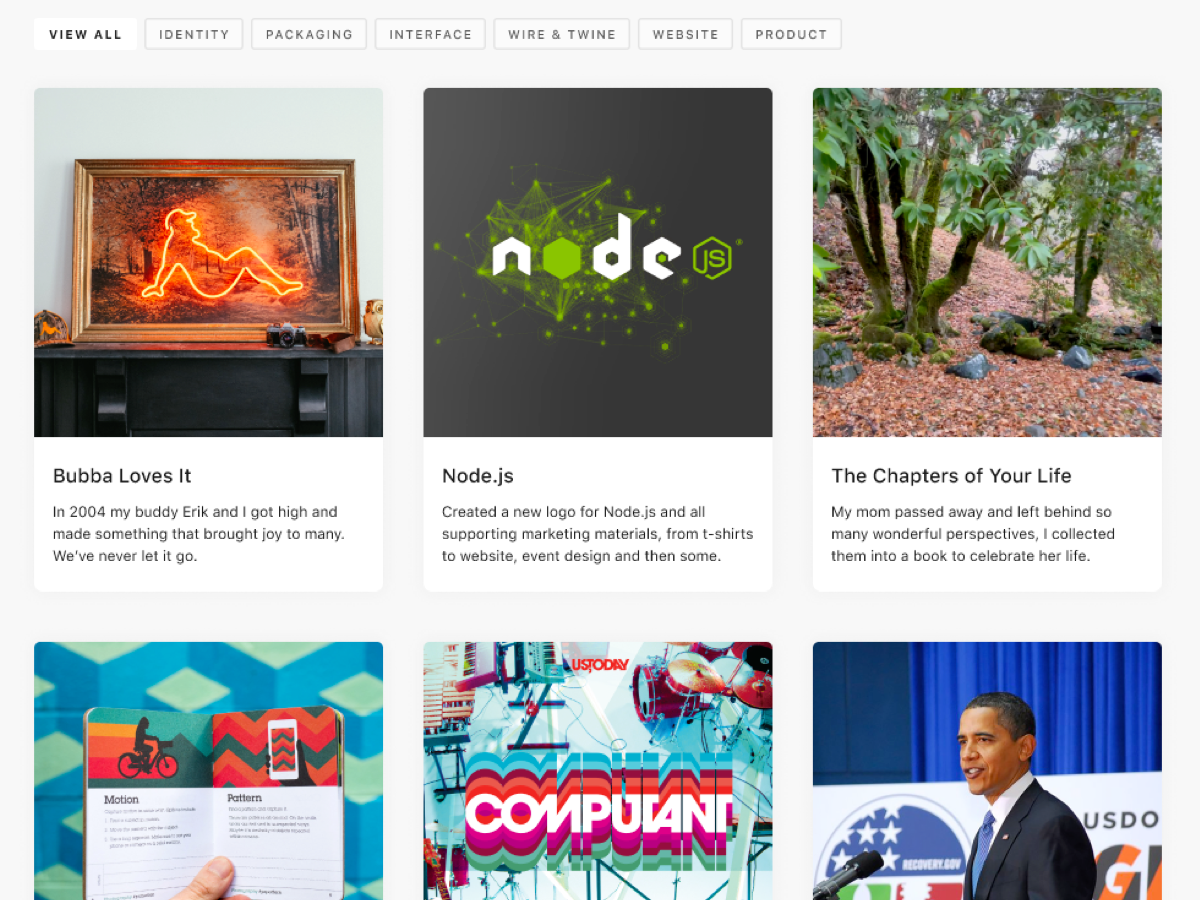 VIEW ALL
IDENTITY
PACKAGING
INTERFACE
WIRE & TWINE
WEBSITE
PRODUCT
node JS
Bubba Loves It
In 2004 my buddy Erik and I got high and
made something that brought joy to many.
We've never let it go.
Node.js
Created a new logo for Node.js and all
supporting marketing materials, from t-shirts
to website, event design and then some.
The Chapters of Your Life
My mom passed away and left behind so
many wonderful perspectives, I collected
them into a book to celebrate her life.
Motion
Pattern
USTODAY
COMPUTANT
RECOVERY.GOV
USDO